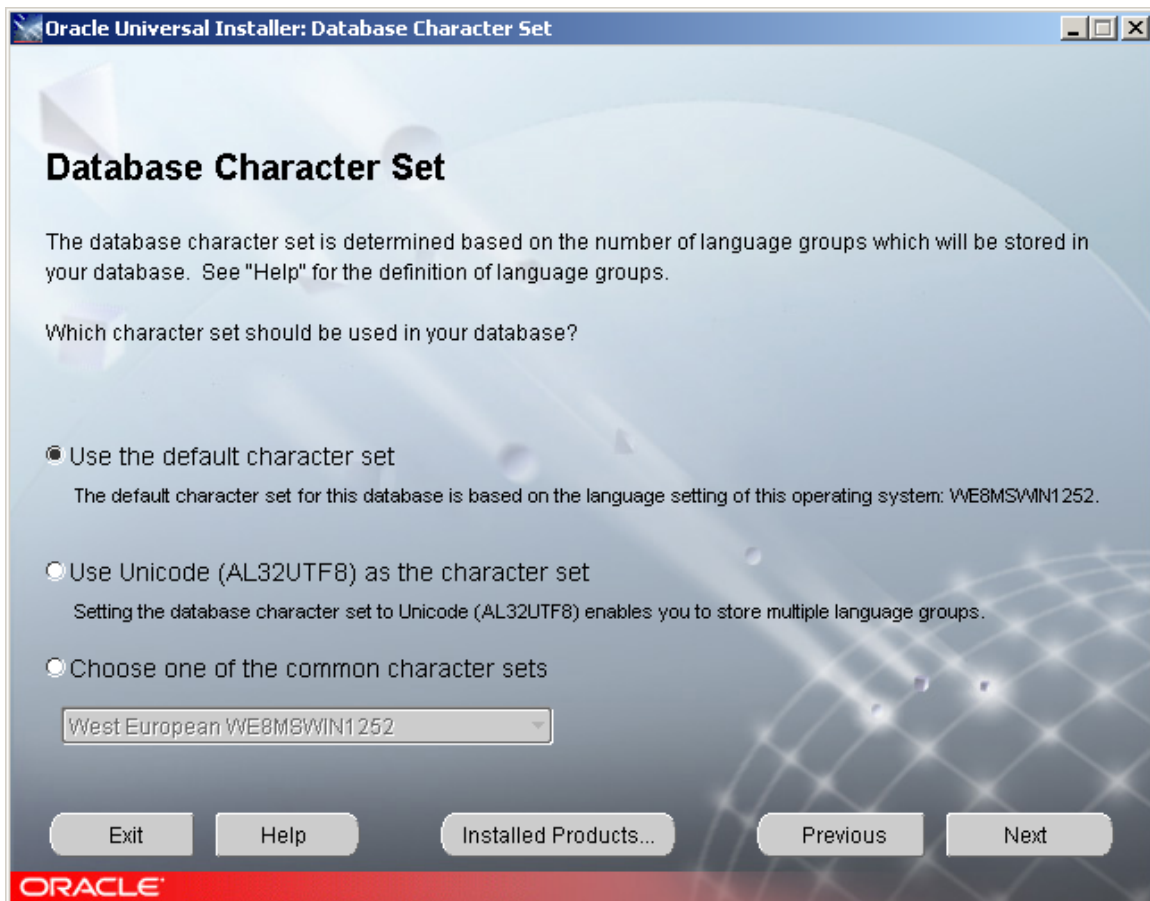 Oracle Universal Installer: Database Character Set
Database Character Set
The database character set is determined based on the number of language groups which will be stored in
your database.  See "Help" for the definition of language groups.
Which character set should be used in your database?
Use the default character set
The default character set for this database is based on the language setting of this operating system: WE8MSWIN1252.
Use Unicode (AL32UTF8) as the character set
Setting the database character set to Unicode (AL32UTF8) enables you to store multiple language groups.
Choose one of the common character sets
West European WE8MSWIN1252
Exit Help Installed Products... Previous Next
ORACLE